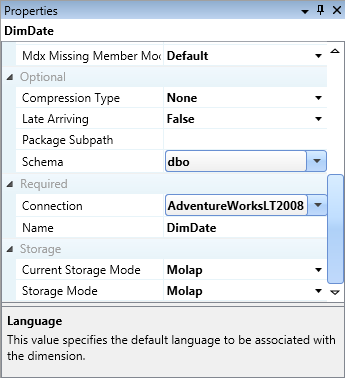 Properties
DimDate
Mdx Missing Member Mo Default
Optional
Compression Type None
Late Arriving False
Package Subpath
Schema dbo
Required
Connection AdventureWorksLT2008
Name DimDate
Storage
Current Storage Mode Molap
Storage Mode Molap
Language
This value specifies the default language to be associated with
the dimension.